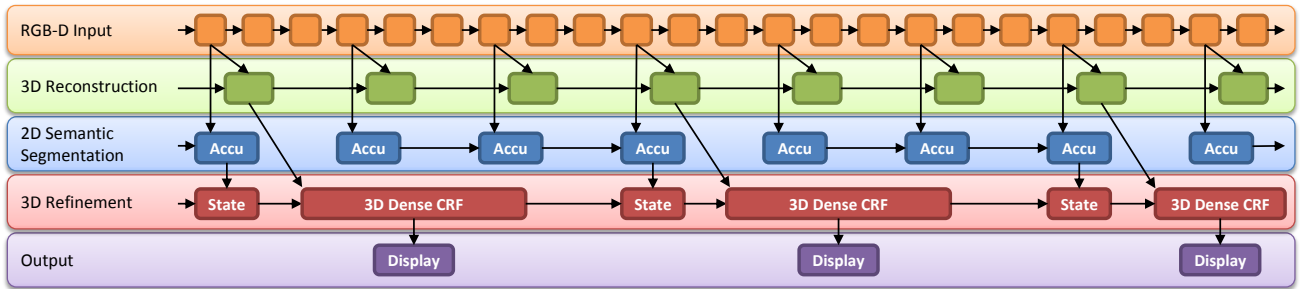 RGB-D Input
3D Reconstruction
2D Semantic
Segmentation
Accu Accu Accu Accu Accu Accu Accu Accu
3D Refinement
State 3D Dense CRF State 3D Dense CRF State 3D Dense CRF
Output
Display Display Display